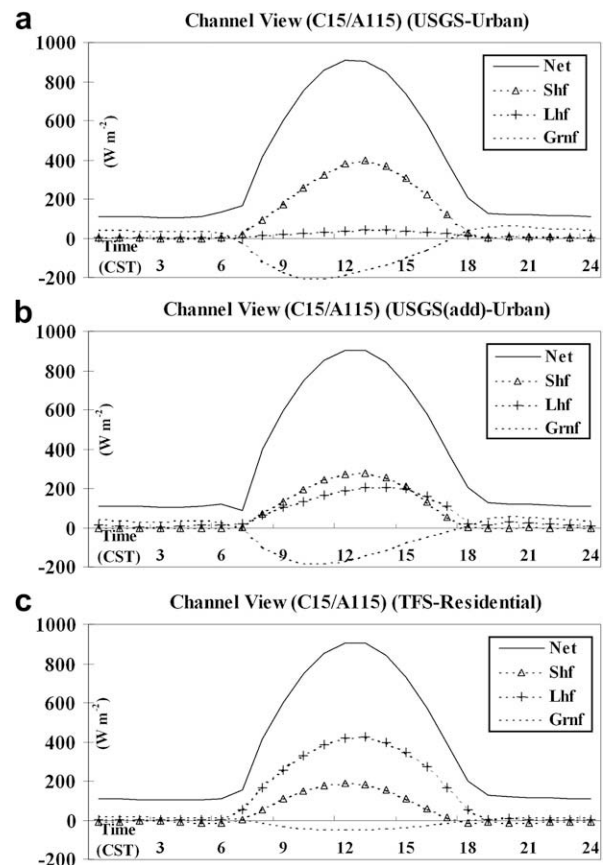 a
Channel View (C15/A115) (USGS-Urban)
1000
800
600
400
200
0
-200
(W m-2)
Net
Shf
Lhf
Grnf
Time
(CST)
3 6 9 12 15 18 21 24
b
Channel View (C15/A115) (USGS(add)-Urban)
1000
800
600
400
200
0
-200
(W m-2)
Net
Shf
Lhf
Grnf
Time
(CST)
3 6 9 12 15 18 21 24
c
Channel View (C15/A115) (TFS-Residential)
1000
800
600
400
200
0
-200
(W m-2)
Net
Shf
Lhf
Grnf
Time
(CST)
3 6 9 12 15 18 21 24